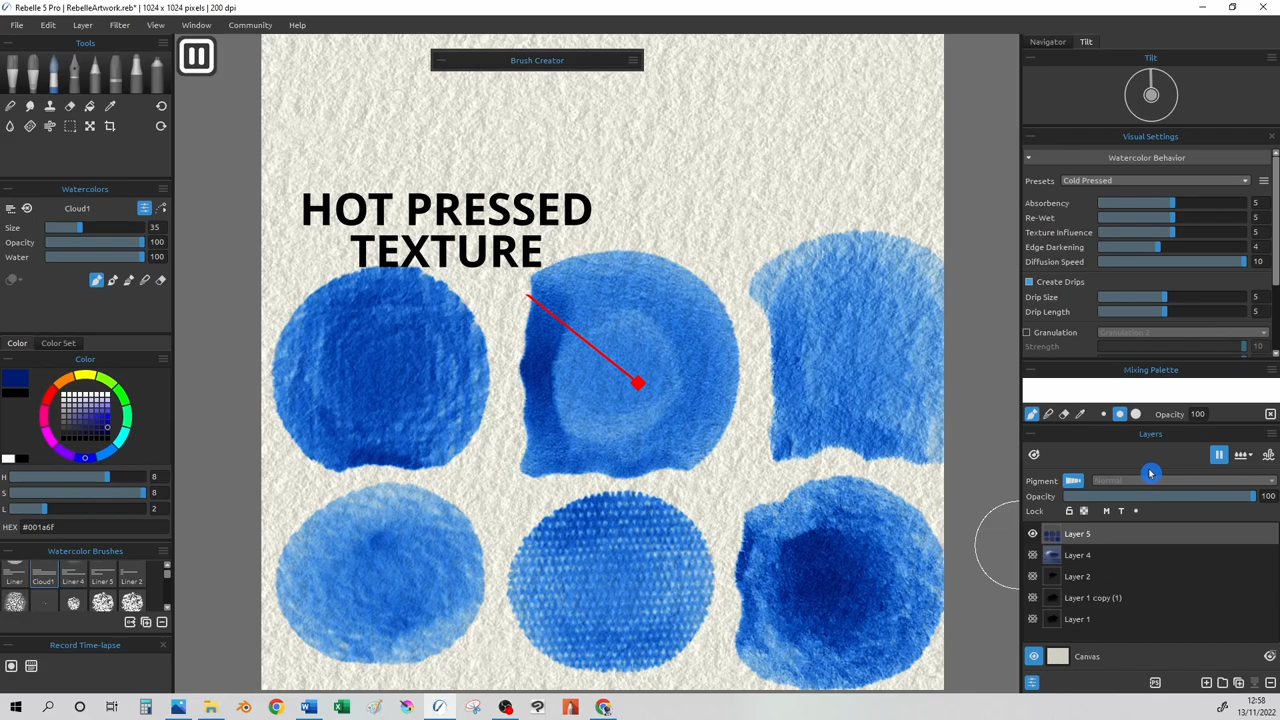 Rebelle 5 Pro | RebelleArtwork.reb* | 1024 x 1024 pixels | 200 dpi
File Edit Layer Filter View Window Community Help
Tools
Brush Creator
Navigator Tilt
Tilt
Visual Settings
Watercolor Behavior
Presets Cold Pressed
Absorbency 5
Re-Wet 5
Texture Influence 5
Edge Darkening 4
Diffusion Speed 10
Create Drips
Drip Size 5
Drip Length 5
Granulation Granulation 2
Strength 10
Watercolors
Cloud1
Size 35
Opacity 100
Water 100
HOT PRESSED
TEXTURE
Color Color Set
Color
H 8
S 8
L 2
HEX #001a6f
Watercolor Brushes
Liner Cloud1 Liner 4 Liner 5 Liner 2
Record Time-lapse
Mixing Palette
Opacity 100
Layers
Pigment Normal
Opacity 100
Lock M T
Layer 5
Layer 4
Layer 2
Layer 1 copy (1)
Layer 1
Canvas
PS
12:58
13/11/2022